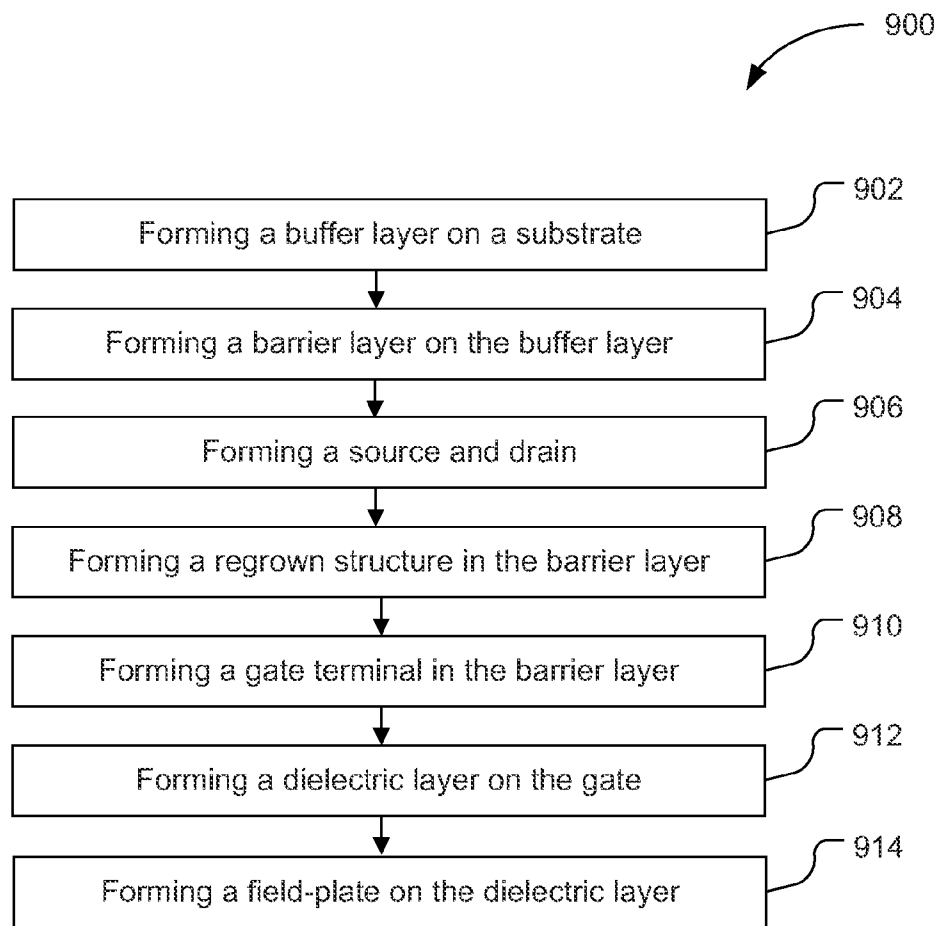 900
902
Forming a buffer layer on a substrate
904
Forming a barrier layer on the buffer layer
906
Forming a source and drain
908
Forming a regrown structure in the barrier layer
910
Forming a gate terminal in the barrier layer
912
Forming a dielectric layer on the gate
914
Forming a field-plate on the dielectric layer